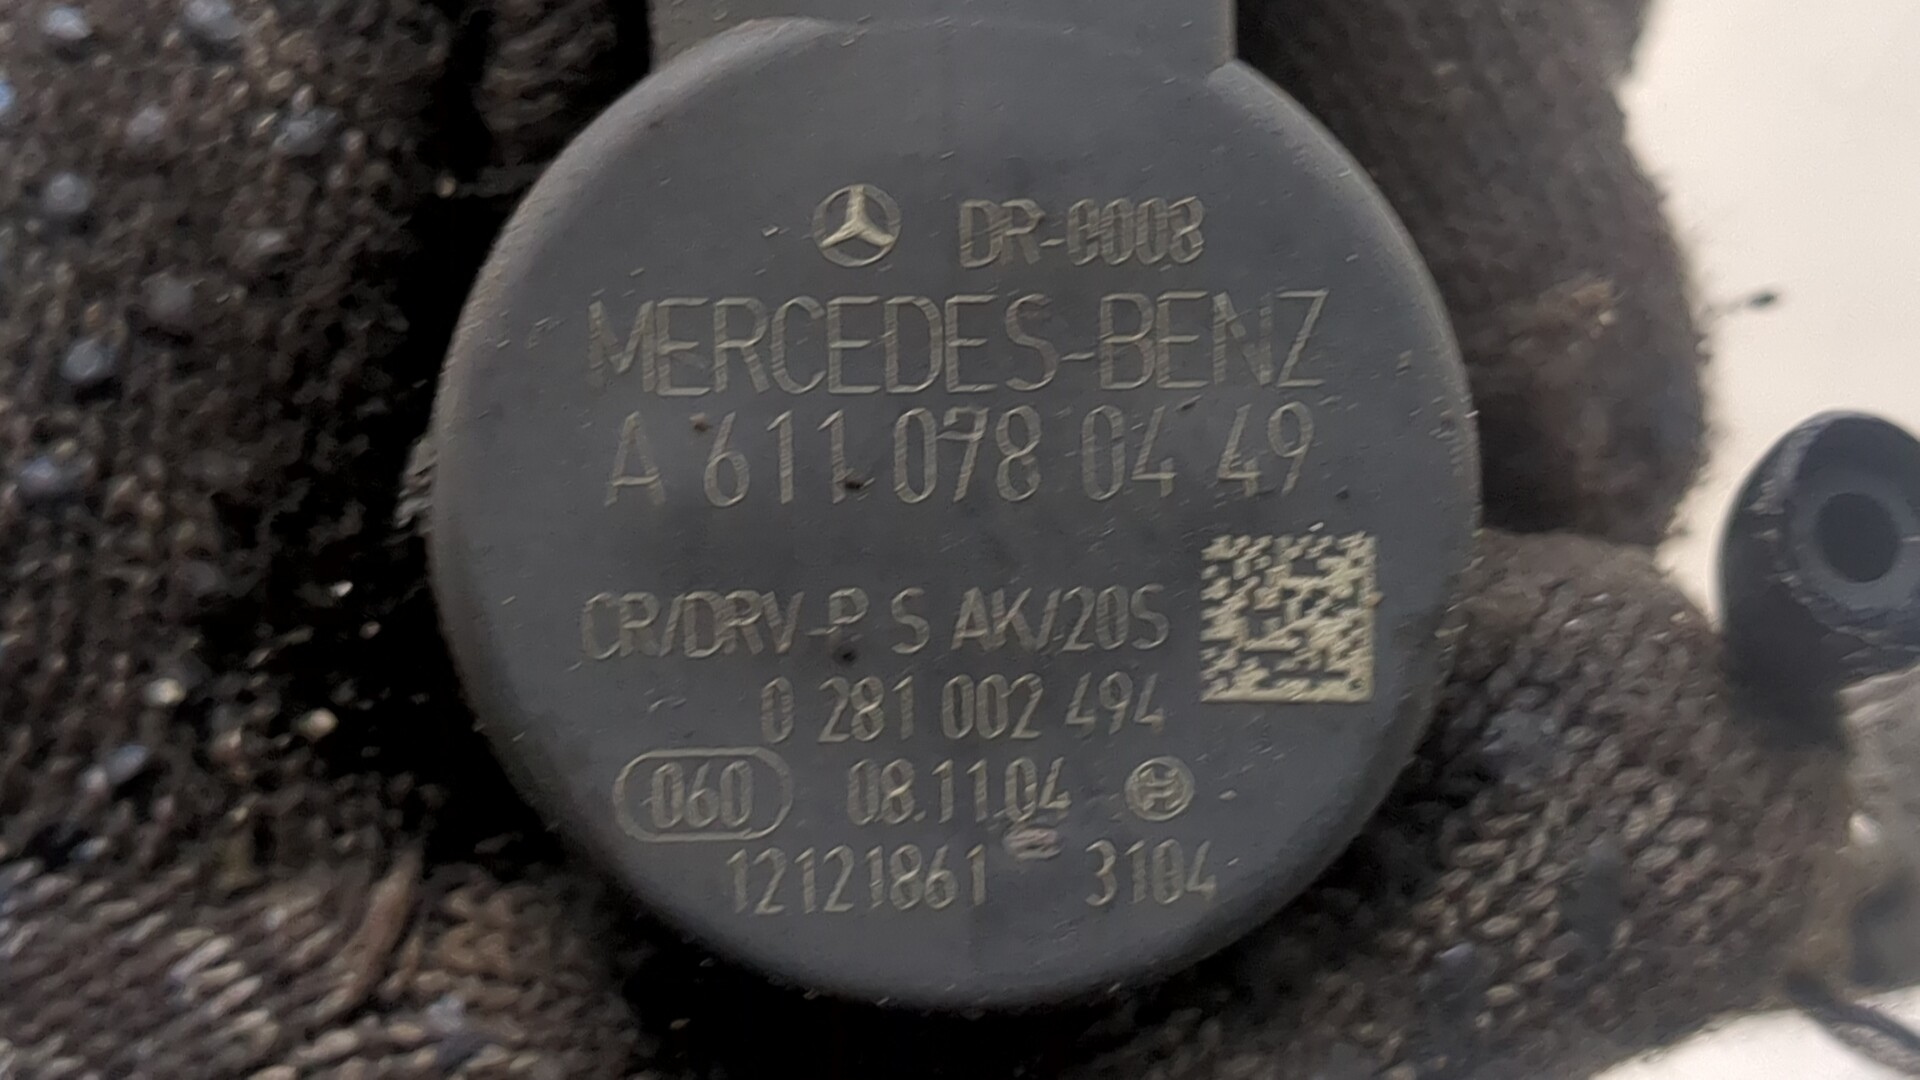 DR-0008
MERCEDES-BENZ
A 611 078 04 49
CR/DRV-P S AK/20S
0 281 002 494
060 08.11.04
12121861 3104